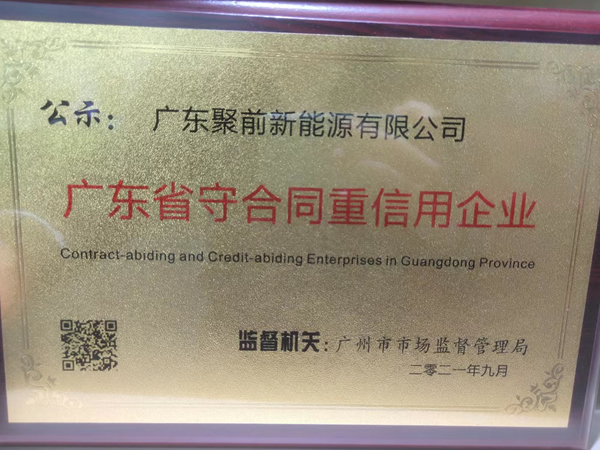 公示：广东聚前新能源有限公司
广东省守合同重信用企业
Contract-abiding and Credit-abiding Enterprises in Guangdong Province
监督机关：广州市市场监督管理局
二零二一年九月